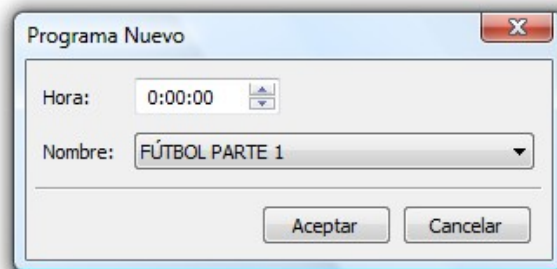 Programa Nuevo
Hora: 0:00:00
Nombre: FÚTBOL PARTE 1
Aceptar Cancelar